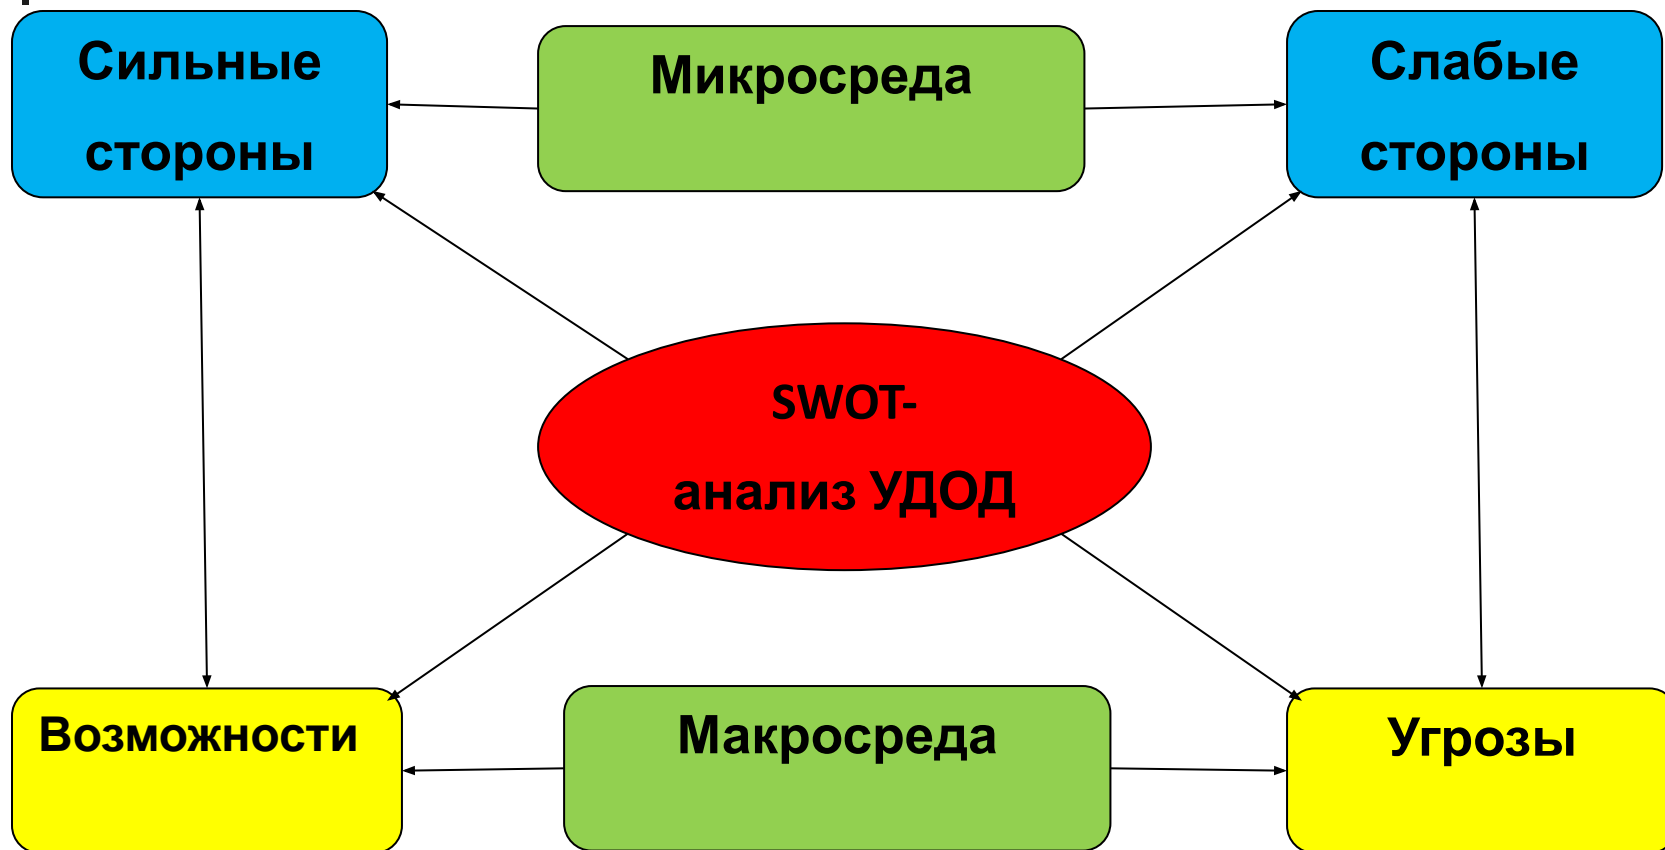 Сильные
стороны
Микросреда
Слабые
стороны
SWOT-
анализ УДОД
Возможности
Макросреда
Угрозы